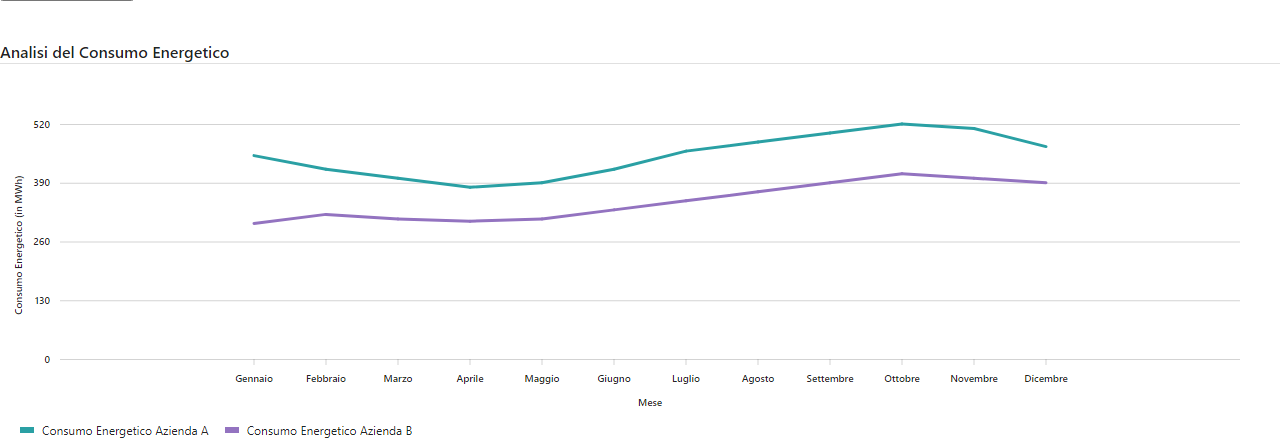 Analisi del Consumo Energetico
520
390
260
130
0
Consumo Energetico (in MWh)
Gennaio Febbraio Marzo Aprile Maggio Giugno Luglio Agosto Settembre Ottobre Novembre Dicembre
Mese
Consumo Energetico Azienda A Consumo Energetico Azienda B